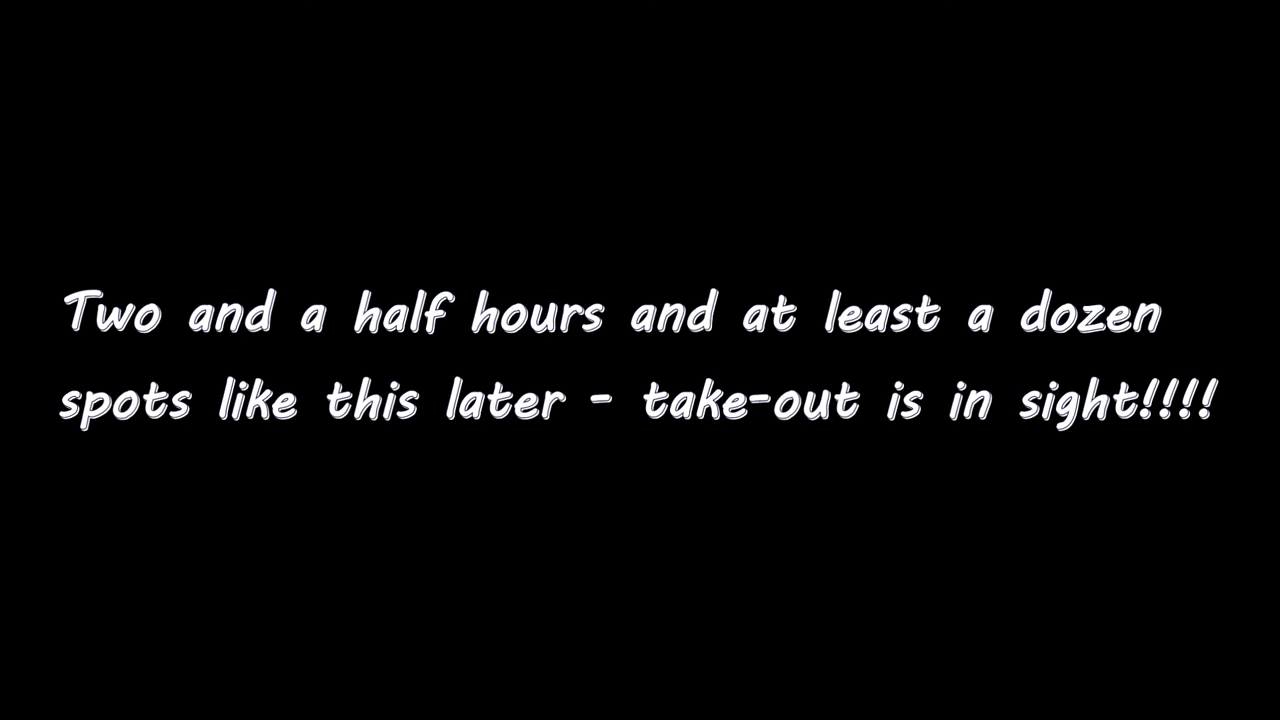 Two and a half hours and at least a dozen
spots like this later - take-out is in sight!!!!